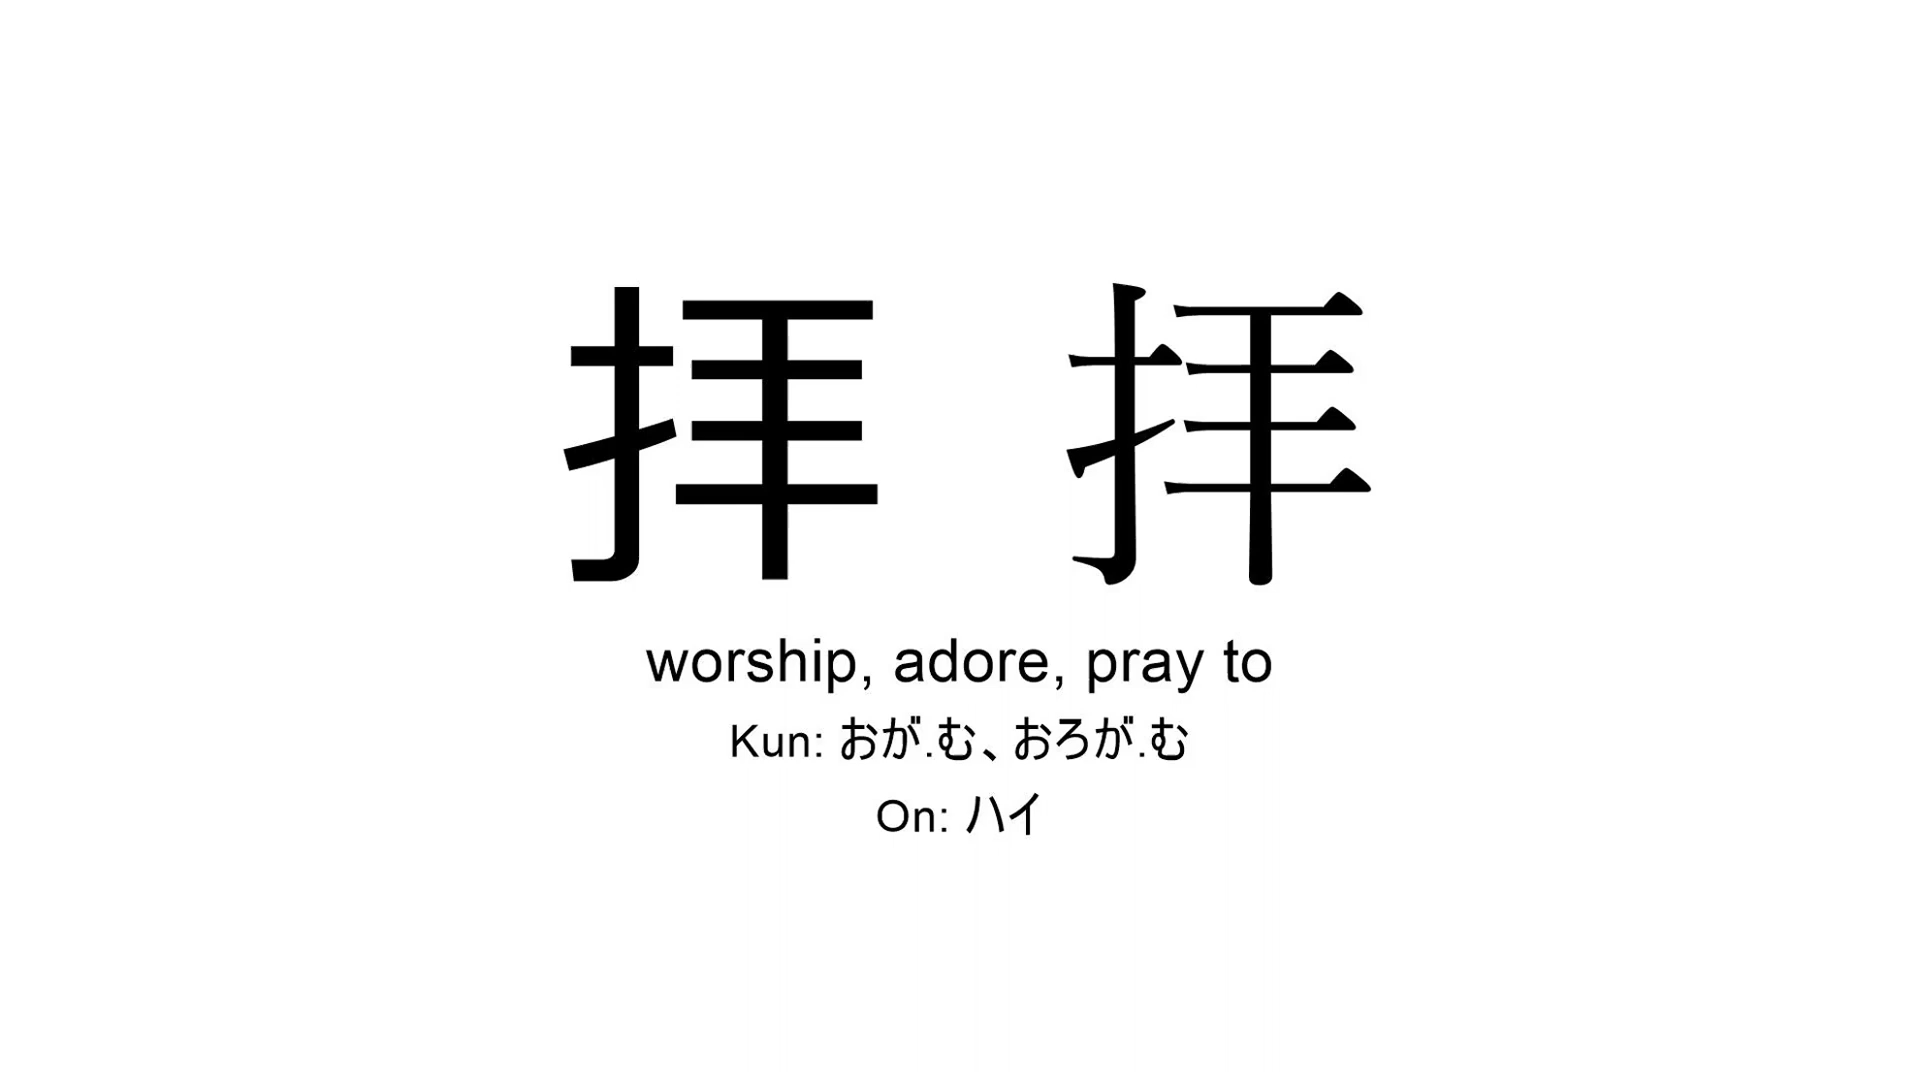 拝 拝
worship, adore, pray to
Kun: おが.む、おろが.む
On: ハイ